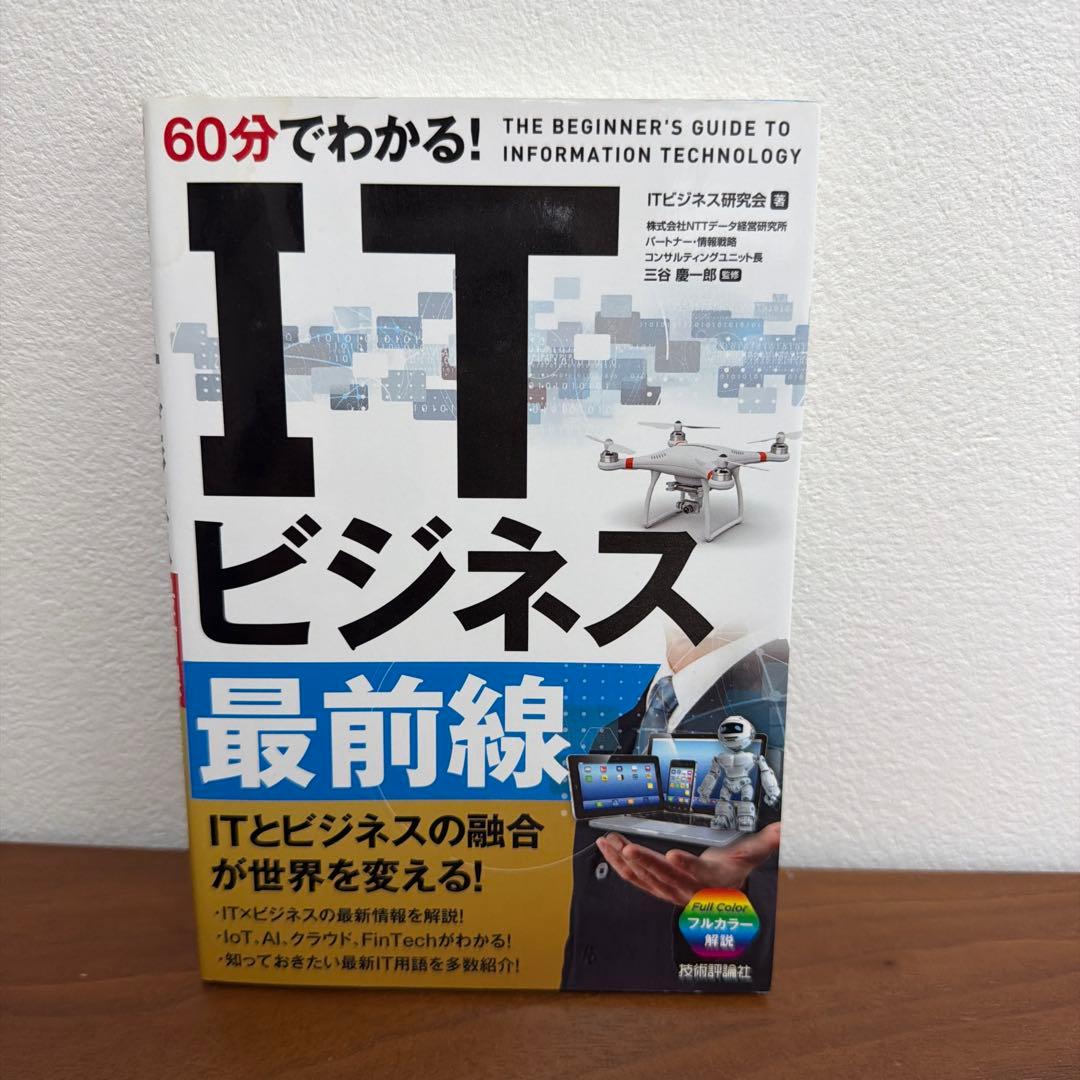 60分でわかる!
THE BEGINNER'S GUIDE TO
INFORMATION TECHNOLOGY
ITビジネス研究会 著
株式会社NTTデータ経営研究所
パートナー・情報戦略
コンサルティングユニット長
三谷 慶一郎 監修
IT
ビジネス
最前線
ITとビジネスの融合
が世界を変える!
・IT×ビジネスの最新情報を解説!
・IoT、AI、クラウド、FinTechがわかる!
・知っておきたい最新IT用語を多数紹介!
Full Color
フルカラー
解説
技術評論社